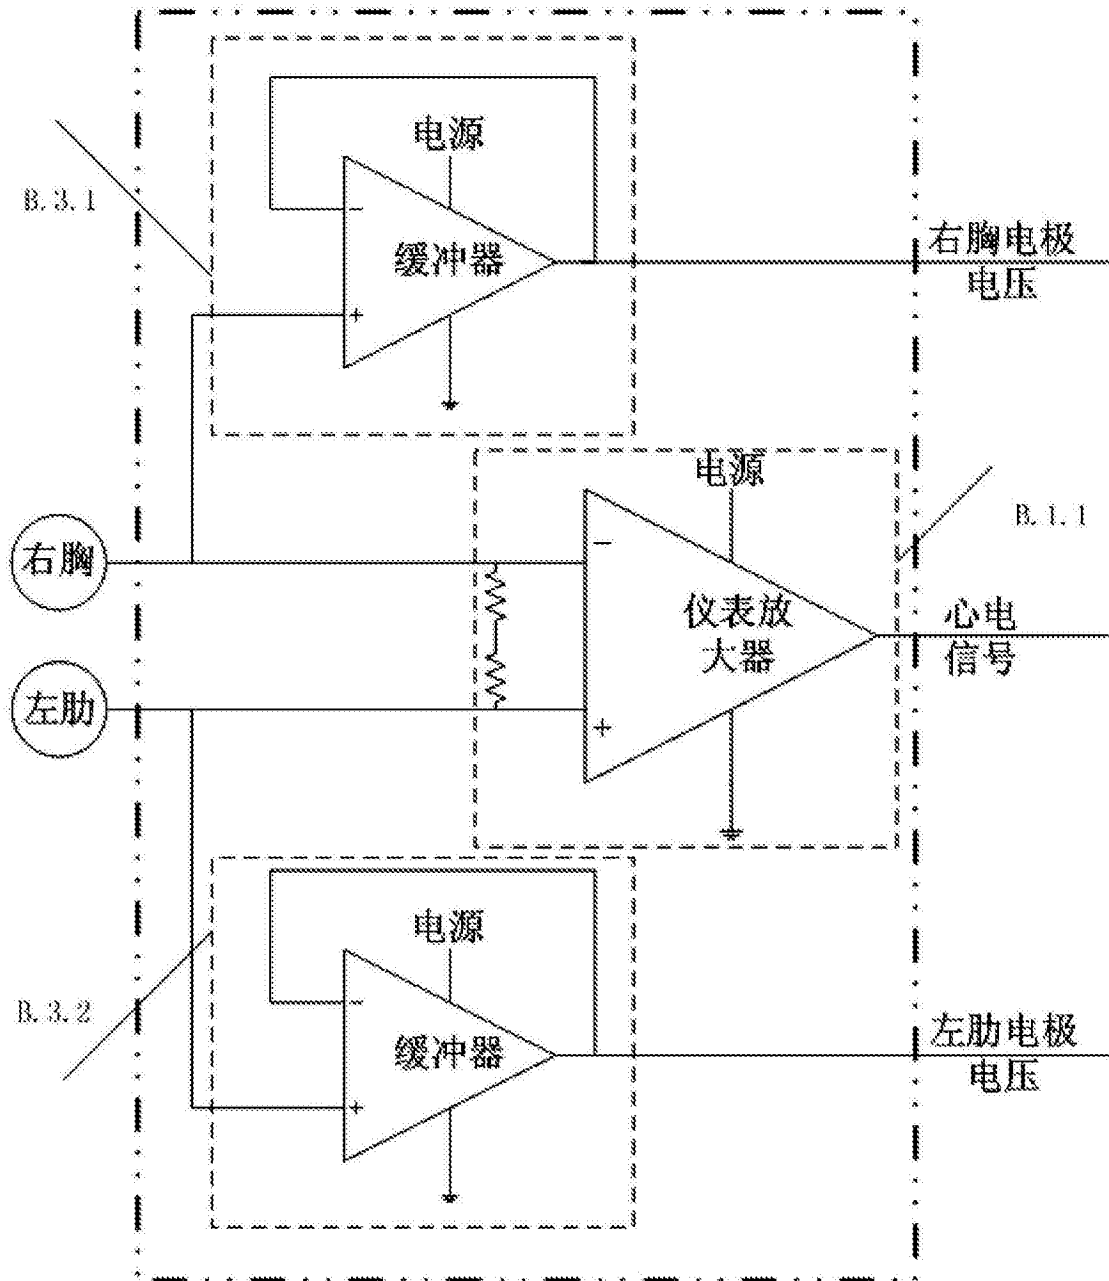 电源
B.3.1
-
缓冲器
+
右胸电极
电压
电源
B.1.1
右胸
-
仪表放
大器
心电
信号
左肋
+
电源
B.3.2
-
缓冲器
+
左肋电极
电压